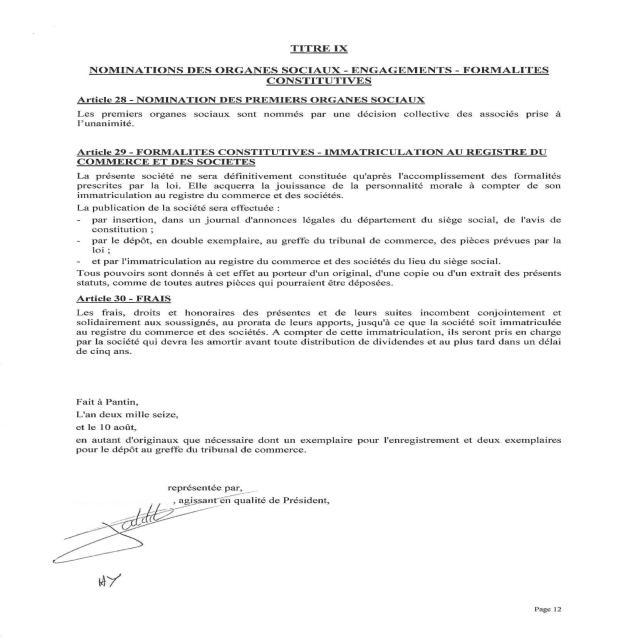 TITRE IX
NOMINATIONS DES ORGANES SOCIAUX - ENGAGEMENTS - FORMALITES
CONSTITUTIVES
Article 28 - NOMINATION DES PREMIERS ORGANES SOCIAUX
Les premiers organes sociaux sont nommés par une décision collective des associés prise à
l'unanimité.
Article 29 - FORMALITES CONSTITUTIVES - IMMATRICULATION AU REGISTRE DU
COMMERCE ET DES SOCIETES
La présente société ne sera définitivement constituée qu'après l'accomplissement des formalités
prescrites par la loi. Elle acquerra la jouissance de la personnalité morale à compter de son
immatriculation au registre du commerce et des sociétés.
La publication de la société sera effectuée :
- par insertion, dans un journal d'annonces légales du département du siège social, de l'avis de
constitution ;
- par le dépôt, en double exemplaire, au greffe du tribunal de commerce, des pièces prévues par la
loi ;
- et par l'immatriculation au registre du commerce et des sociétés du lieu du siège social.
Tous pouvoirs sont donnés à cet effet au porteur d'un original, d'une copie ou d'un extrait des présents
statuts, comme de toutes autres pièces qui pourraient être déposées.
Article 30 - FRAIS
Les frais, droits et honoraires des présentes et de leurs suites incombent conjointement et
solidairement aux soussignés, au prorata de leurs apports, jusqu'à ce que la société soit immatriculée
au registre du commerce et des sociétés. A compter de cette immatriculation, ils seront pris en charge
par la société qui devra les amortir avant toute distribution de dividendes et au plus tard dans un délai
de cinq ans.
Fait à Pantin,
L'an deux mille seize,
et le 10 août,
en autant d'originaux que nécessaire dont un exemplaire pour l'enregistrement et deux exemplaires
pour le dépôt au greffe du tribunal de commerce.
représentée par,
, agissant en qualité de Président,
HY
Page 12